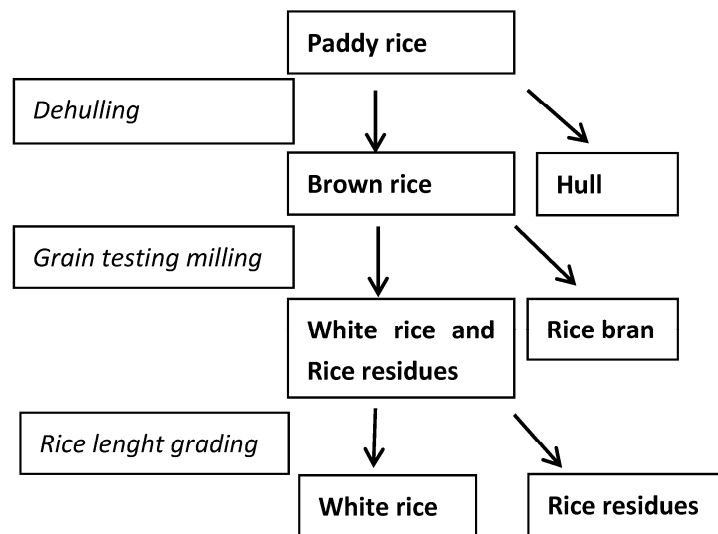 Paddy rice
Dehulling
Brown rice
Hull
Grain testing milling
White rice and
Rice residues
Rice bran
Rice lenght grading
White rice
Rice residues